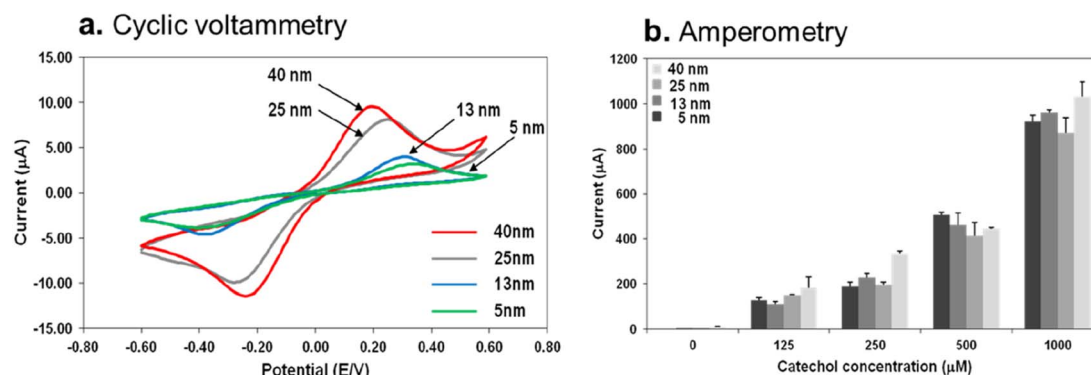 a. Cyclic voltammetry
15.00
10.00
5.00
0.00
-5.00
-10.00
-15.00
Current (µA)
-0.80
-0.60
-0.40
-0.20
0.00
0.20
0.40
0.60
0.80
Potential (E/V)
40 nm
25 nm
13 nm
5 nm
40nm
25nm
13nm
5nm
b. Amperometry
1200
1000
800
600
400
200
0
Current (µA)
40 nm
25 nm
13 nm
5 nm
0
125
250
500
1000
Catechol concentration (µM)